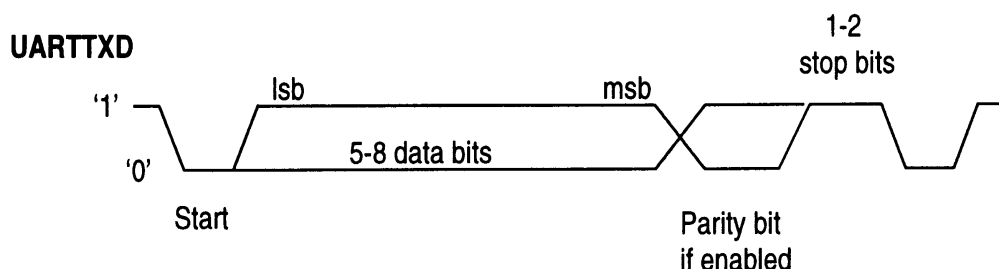 1-2
UARTTXD
stop bits
lsb
msb
‘1’
5-8 data bits
‘0’
Start
Parity bit
if enabled